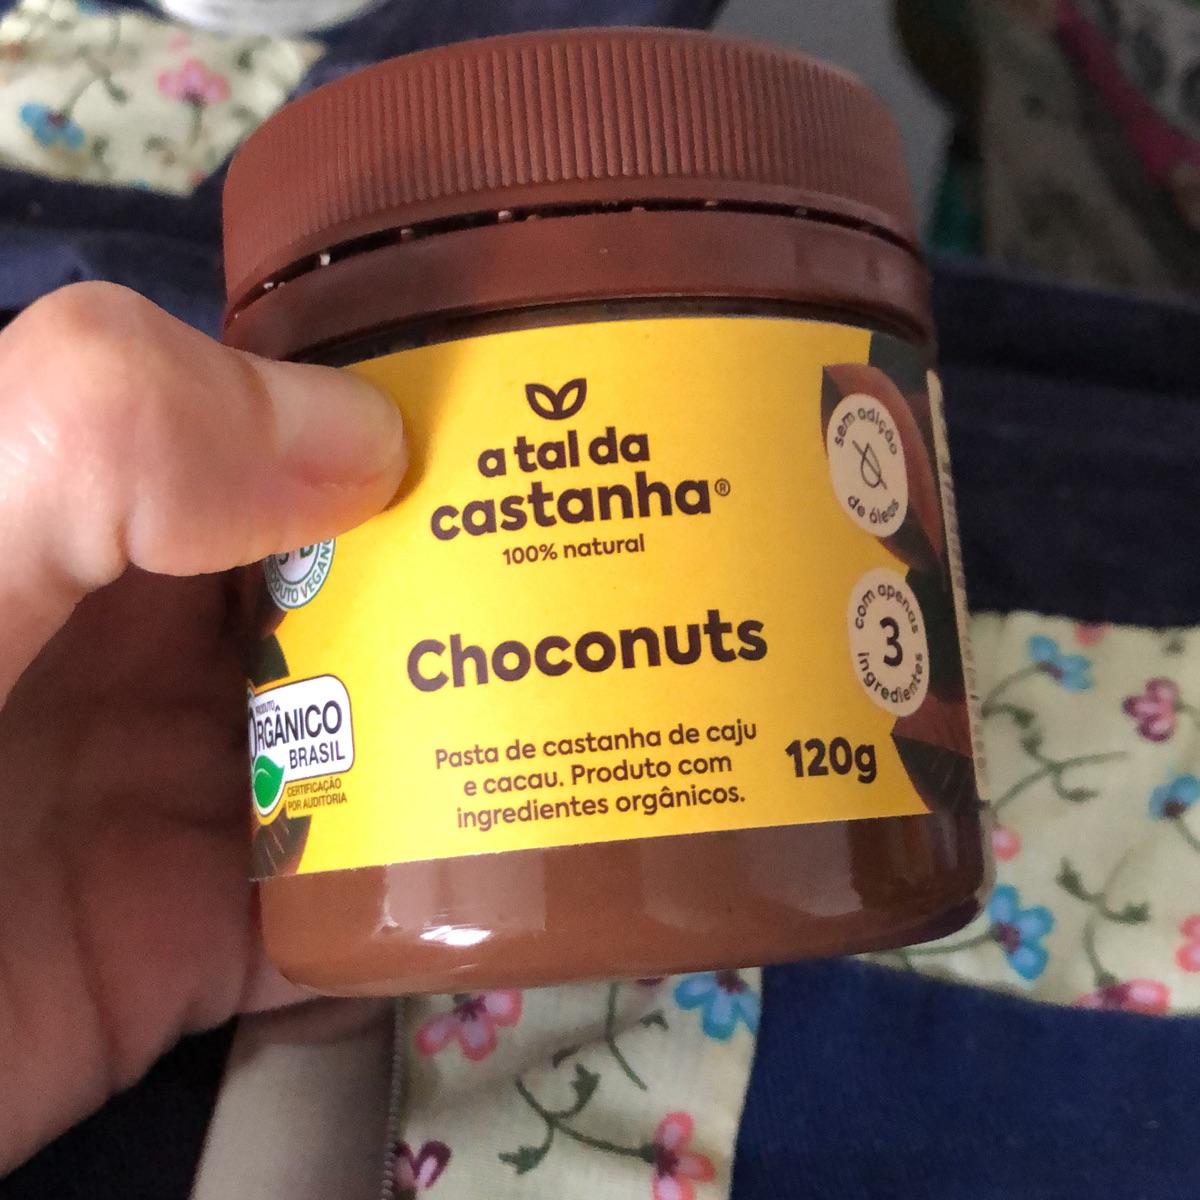 a tal da
castanha®
100% natural
Choconuts
Pasta de castanha de caju
e cacau. Produto com
ingredientes orgânicos.
120g
sem adição
de óleos
com apenas
3
ingredientes
VEGANO
PRODUTO
ORGÂNICO
BRASIL
CERTIFICAÇÃO
POR AUDITORIA